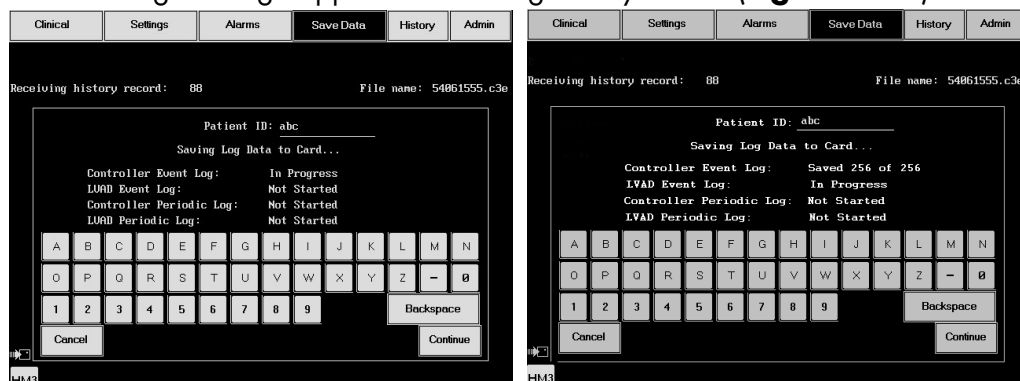 Clinical Settings Alarms Save Data History Admin
Receiving history record: 88 File name: 54061555.c3e
Patient ID: abc
Saving Log Data to Card...
Controller Event Log: In Progress
LVAD Event Log: Not Started
Controller Periodic Log: Not Started
LVAD Periodic Log: Not Started
A B C D E F G H I J K L M N
O P Q R S T U V W X Y Z - 0
1 2 3 4 5 6 7 8 9 Backspace
Cancel Continue
HM3
Clinical Settings Alarms Save Data History Admin
Receiving history record: 88 File name: 54061555.c3e
Patient ID: abc
Saving Log Data to Card...
Controller Event Log: Saved 256 of 256
LVAD Event Log: In Progress
Controller Periodic Log: Not Started
LVAD Periodic Log: Not Started
A B C D E F G H I J K L M N
O P Q R S T U V W X Y Z - 0
1 2 3 4 5 6 7 8 9 Backspace
Cancel Continue
HM3